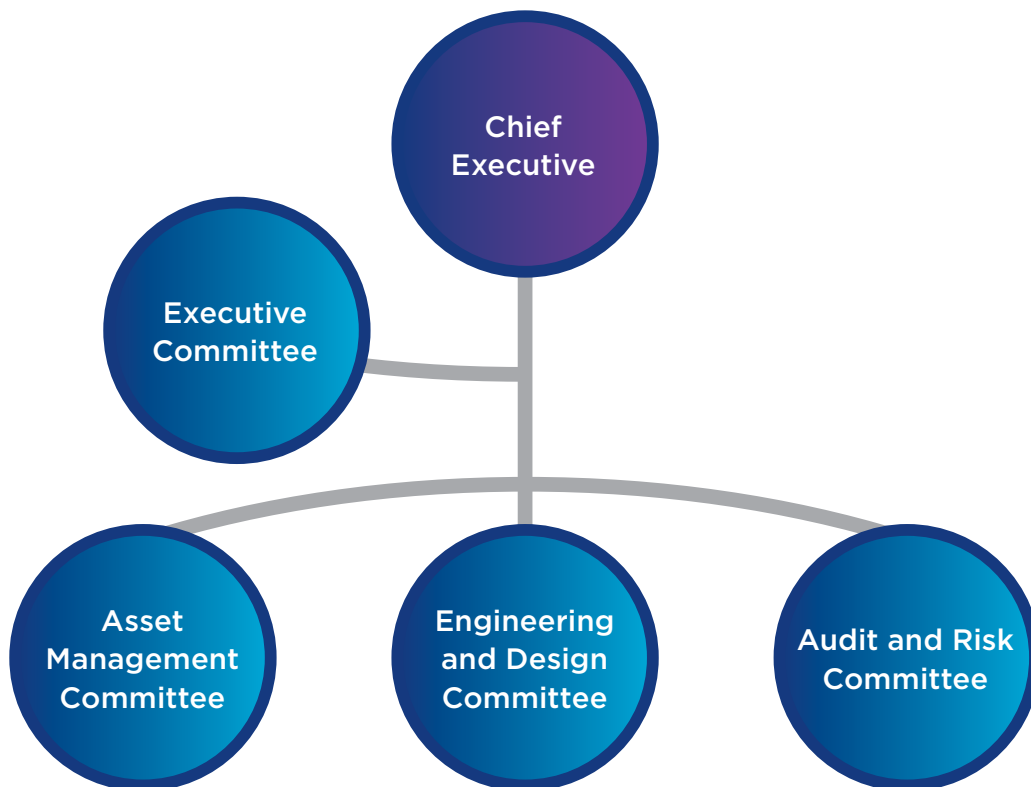 Chief
Executive
Executive
Committee
Asset
Management
Committee
Engineering
and Design
Committee
Audit and Risk
Committee